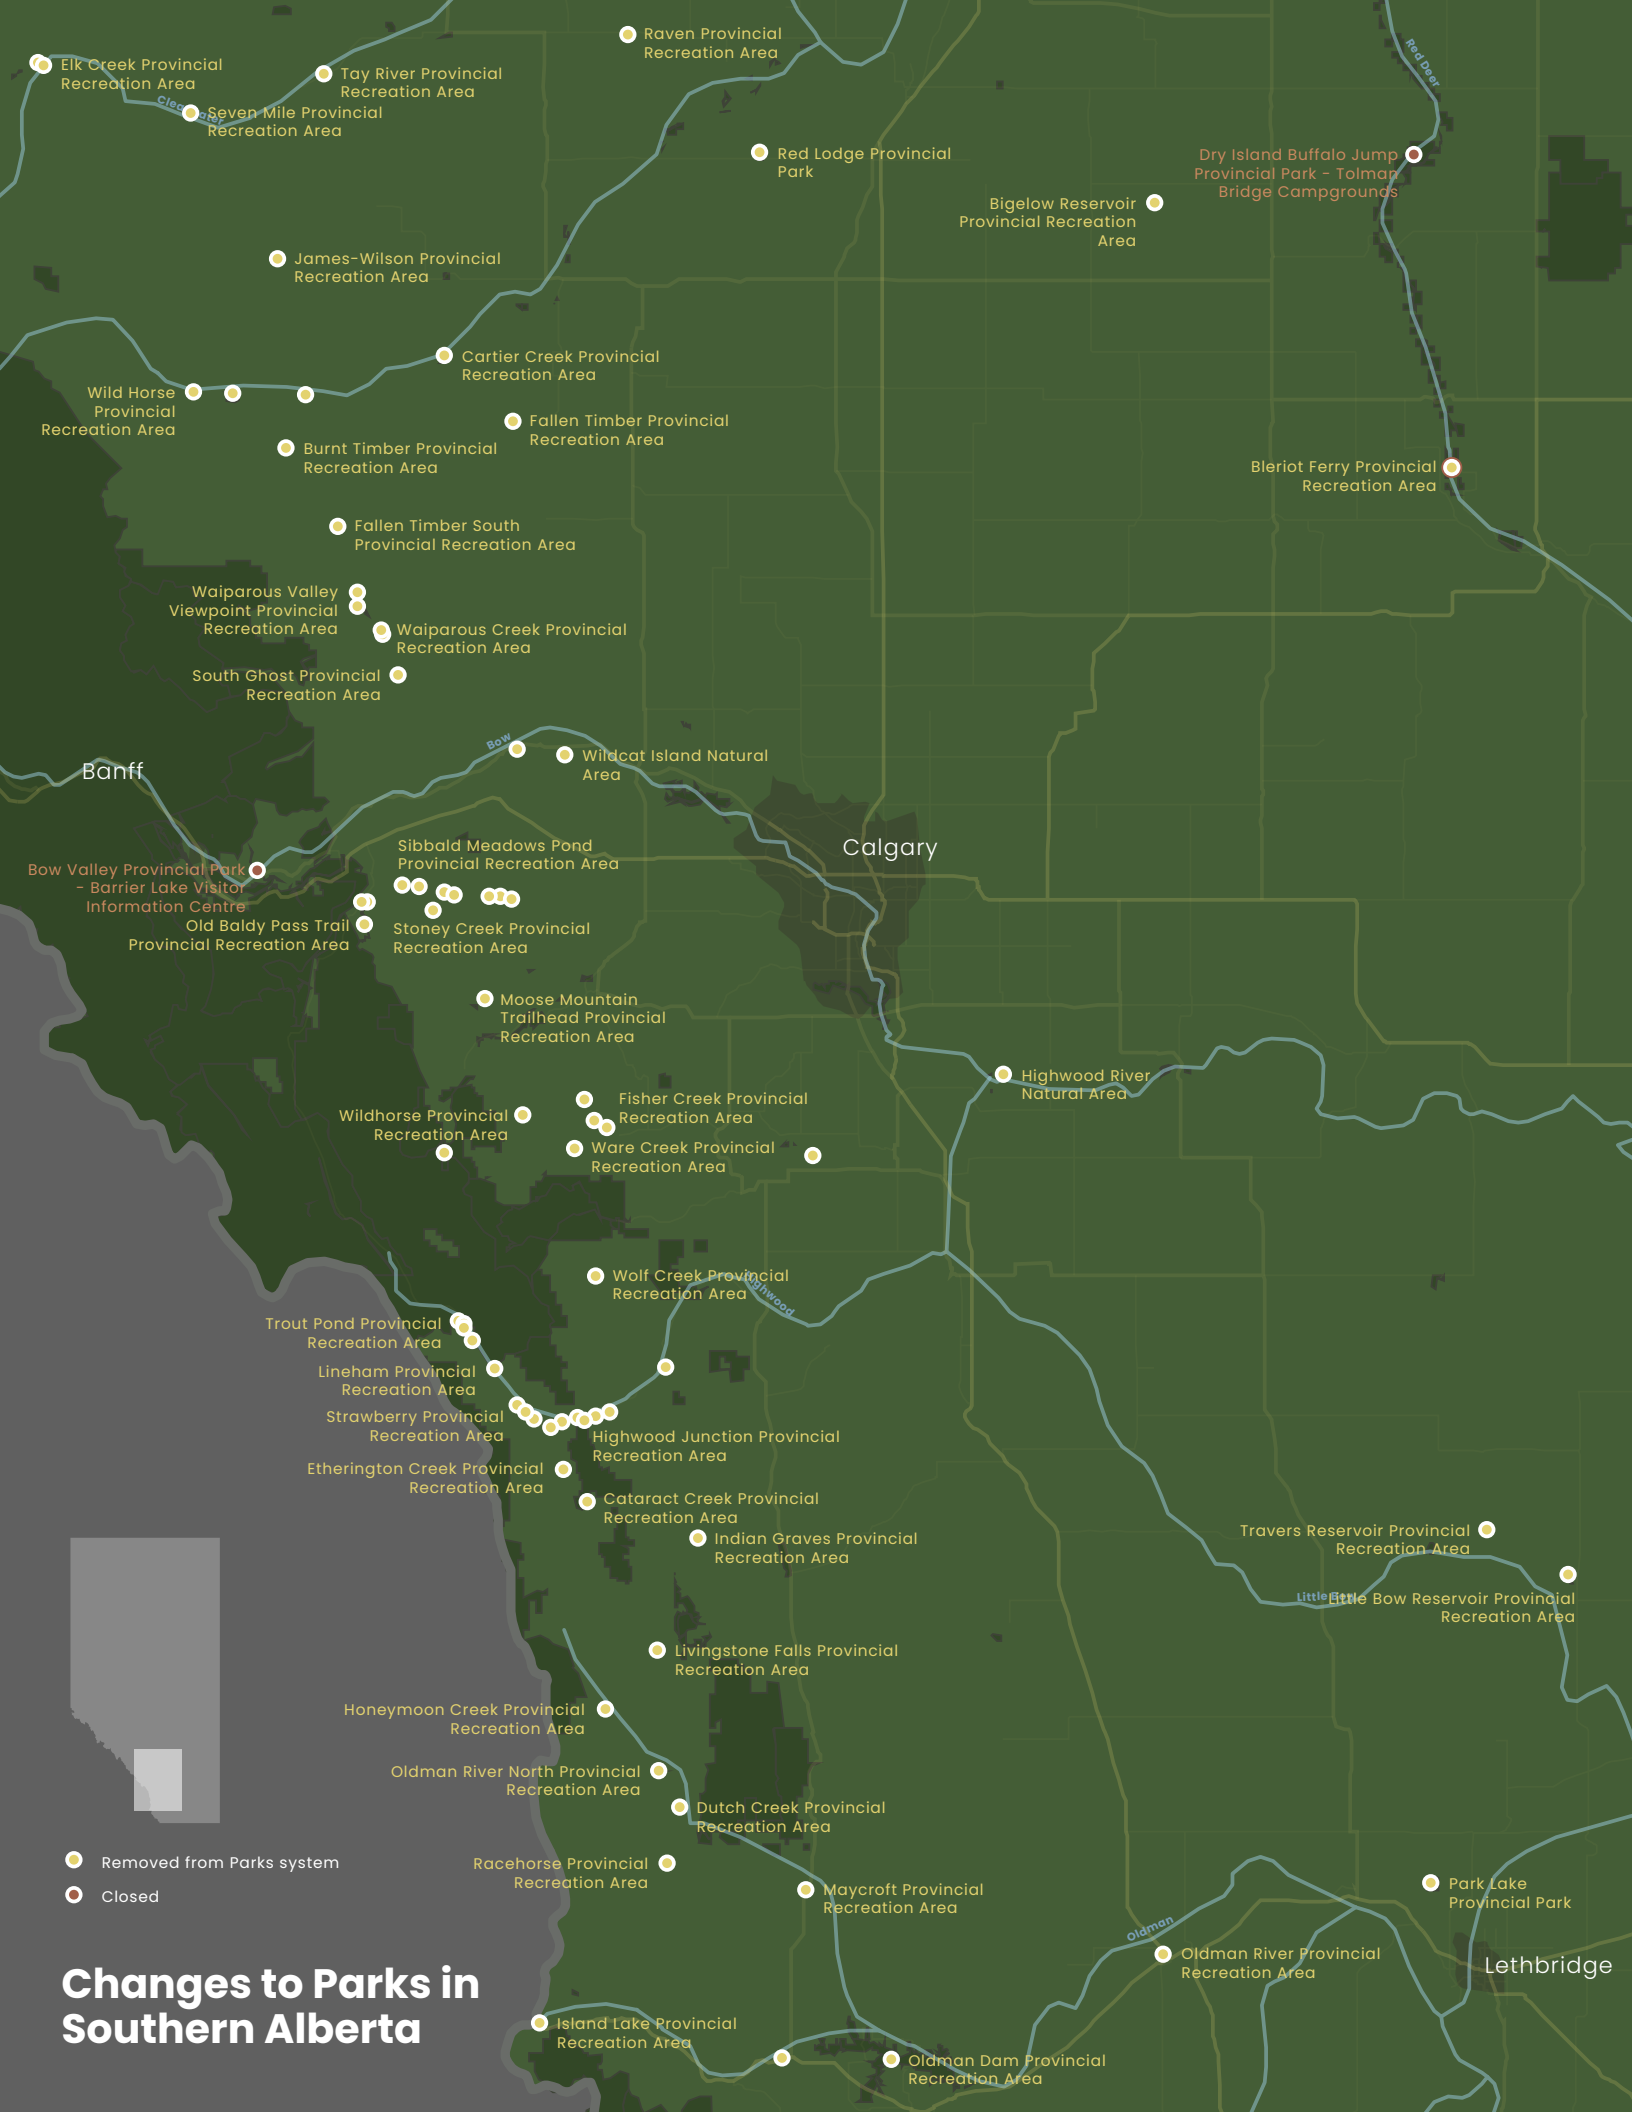 Raven Provincial
Recreation Area
Elk Creek Provincial
Recreation Area
Tay River Provincial
Recreation Area
Red Deer
Clearwater
Seven Mile Provincial
Recreation Area
Red Lodge Provincial
Park
Dry Island Buffalo Jump
Provincial Park - Tolman
Bridge Campgrounds
Bigelow Reservoir
Provincial Recreation
Area
James-Wilson Provincial
Recreation Area
Cartier Creek Provincial
Recreation Area
Wild Horse
Provincial
Recreation Area
Fallen Timber Provincial
Recreation Area
Burnt Timber Provincial
Recreation Area
Bleriot Ferry Provincial
Recreation Area
Fallen Timber South
Provincial Recreation Area
Waiparous Valley
Viewpoint Provincial
Recreation Area
Waiparous Creek Provincial
Recreation Area
South Ghost Provincial
Recreation Area
Bow
Wildcat Island Natural
Area
Banff
Calgary
Sibbald Meadows Pond
Provincial Recreation Area
Bow Valley Provincial Park
- Barrier Lake Visitor
Information Centre
Old Baldy Pass Trail
Provincial Recreation Area
Stoney Creek Provincial
Recreation Area
Moose Mountain
Trailhead Provincial
Recreation Area
Highwood River
Natural Area
Fisher Creek Provincial
Recreation Area
Wildhorse Provincial
Recreation Area
Ware Creek Provincial
Recreation Area
Wolf Creek Provincial
Recreation Area
Highwood
Trout Pond Provincial
Recreation Area
Lineham Provincial
Recreation Area
Strawberry Provincial
Recreation Area
Highwood Junction Provincial
Recreation Area
Etherington Creek Provincial
Recreation Area
Cataract Creek Provincial
Recreation Area
Indian Graves Provincial
Recreation Area
Travers Reservoir Provincial
Recreation Area
Little Bow
Little Bow Reservoir Provincial
Recreation Area
Livingstone Falls Provincial
Recreation Area
Honeymoon Creek Provincial
Recreation Area
Oldman River North Provincial
Recreation Area
Dutch Creek Provincial
Recreation Area
Racehorse Provincial
Recreation Area
Maycroft Provincial
Recreation Area
Park Lake
Provincial Park
Oldman
Oldman River Provincial
Recreation Area
Lethbridge
Island Lake Provincial
Recreation Area
Oldman Dam Provincial
Recreation Area
Removed from Parks system
Closed
Changes to Parks in
Southern Alberta